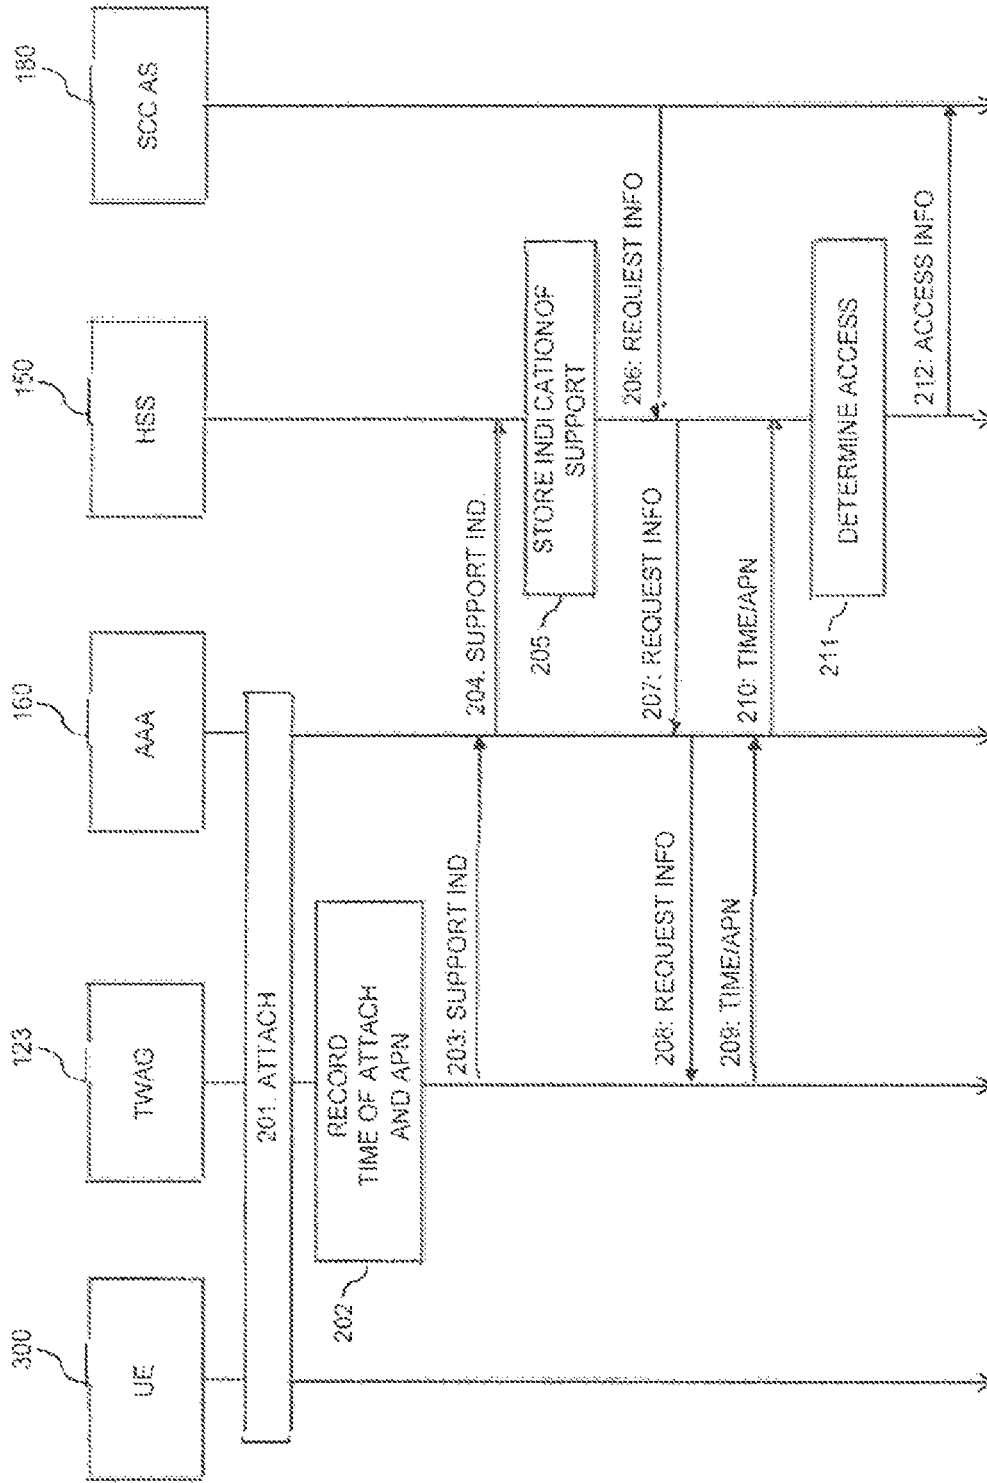 300
123
160
150
180
UE
TWAG
AAA
HSS
SCC AS
201. ATTACH
RECORD
TIME OF ATTACH
AND APN
202
203: SUPPORT IND.
204. SUPPORT IND.
STORE INDICATION OF
SUPPORT
205
206: REQUEST INFO
207: REQUEST INFO
208: REQUEST INFO
209: TIME/APN
210: TIME/APN
DETERMINE ACCESS
211
212: ACCESS INFO